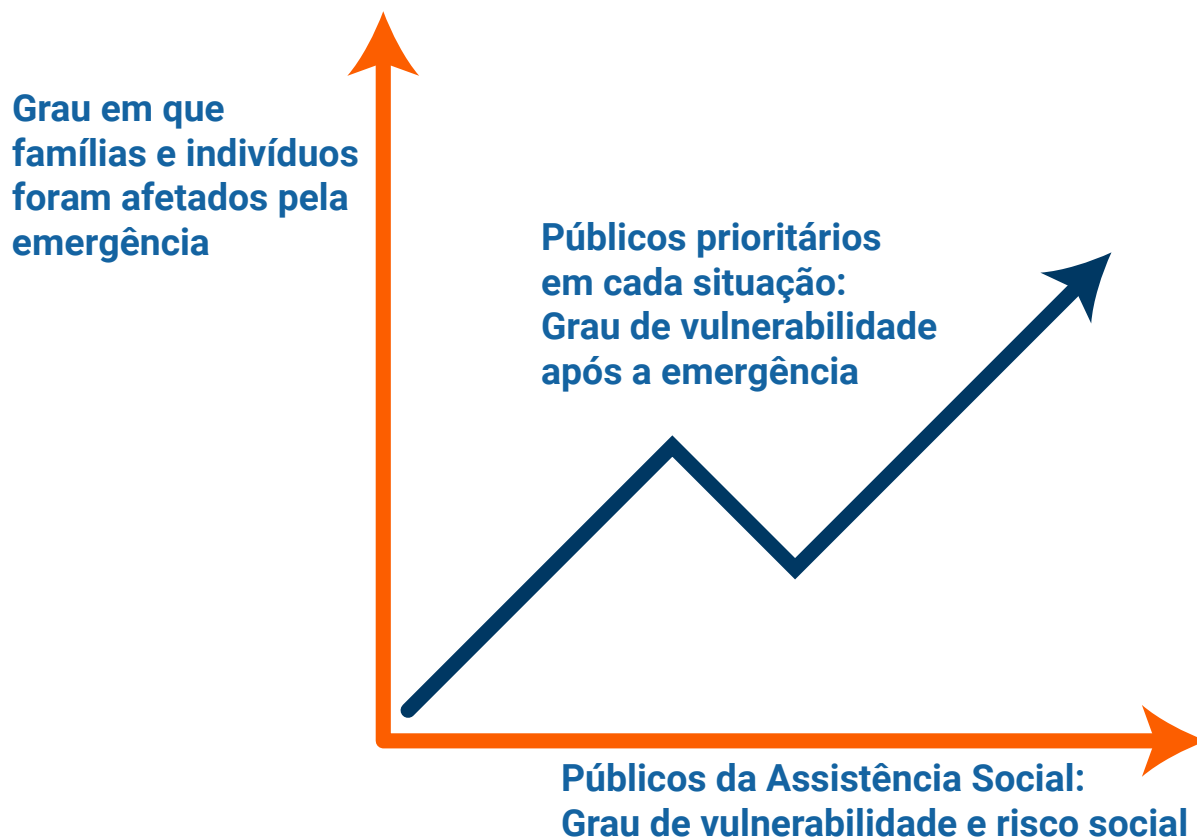 Grau em que
famílias e indivíduos
foram afetados pela
emergência
Públicos prioritários
em cada situação:
Grau de vulnerabilidade
após a emergência
Públicos da Assistência Social:
Grau de vulnerabilidade e risco social